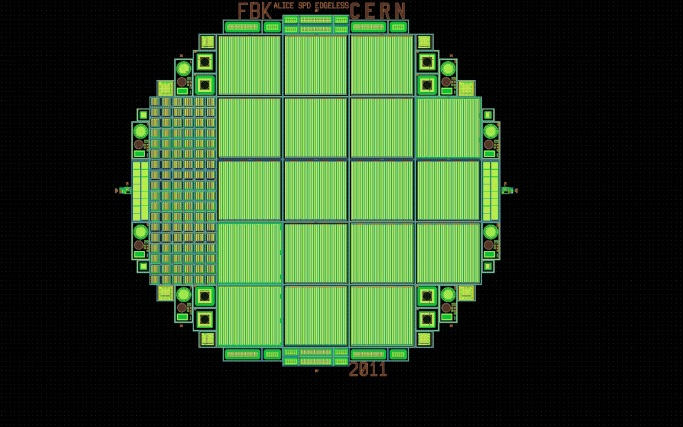 FBK ALICE SPD EDGELESS CERN
2011